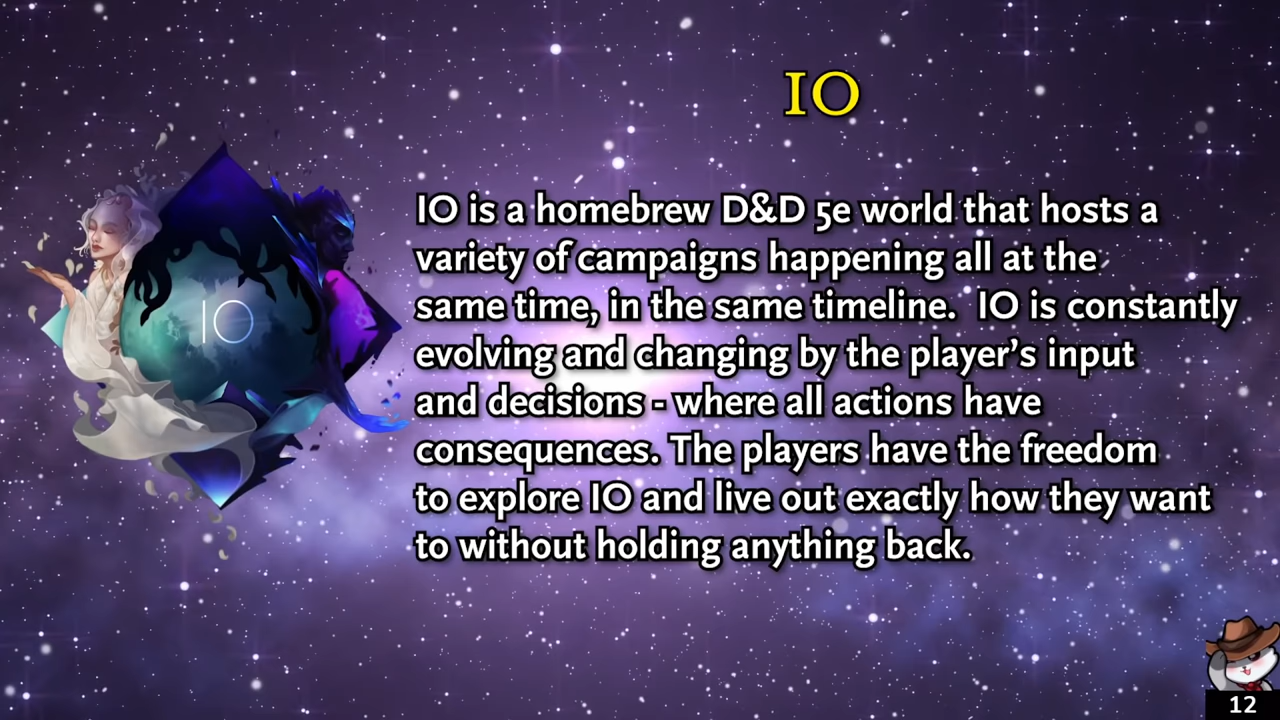 IO
IO is a homebrew D&D 5e world that hosts a
variety of campaigns happening all at the
same time, in the same timeline.  IO is constantly
evolving and changing by the player’s input
and decisions - where all actions have
consequences. The players have the freedom
to explore IO and live out exactly how they want
to without holding anything back.
IO
12